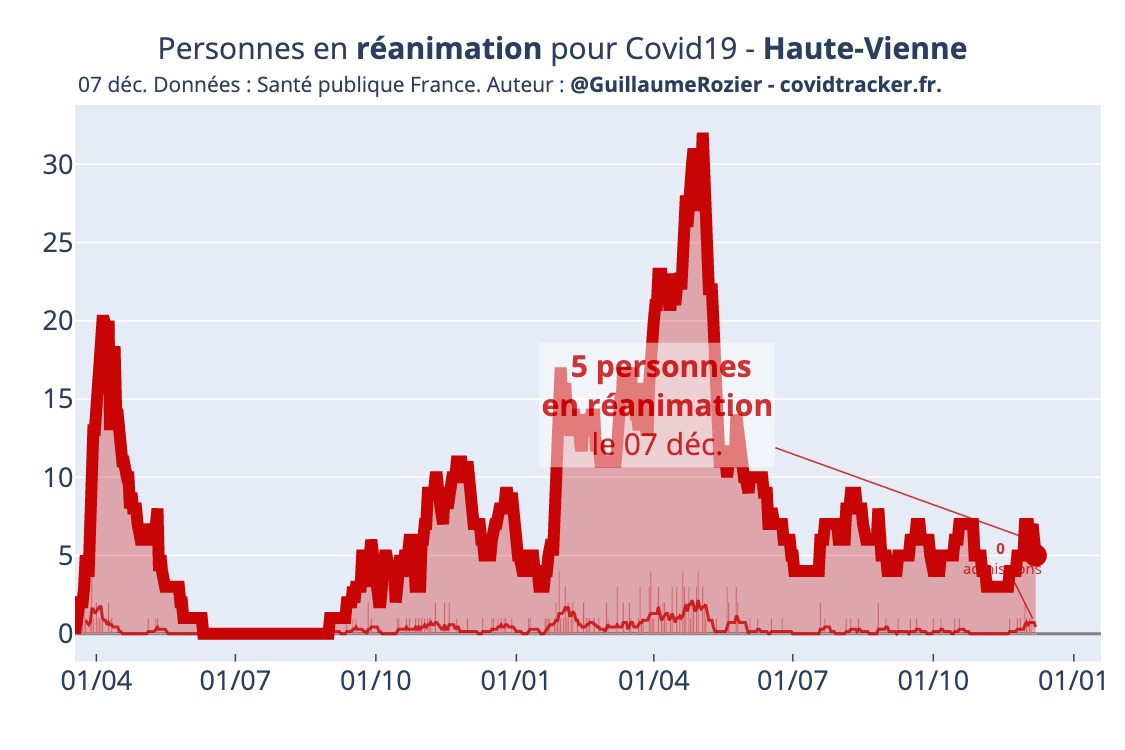 Personnes en réanimation pour Covid19 - Haute-Vienne
07 déc. Données : Santé publique France. Auteur : @GuillaumeRozier - covidtracker.fr.
30
25
20
15
10
5
0
5 personnes
en réanimation
le 07 déc.
0
admissions
01/04
01/07
01/10
01/01
01/04
01/07
01/10
01/01